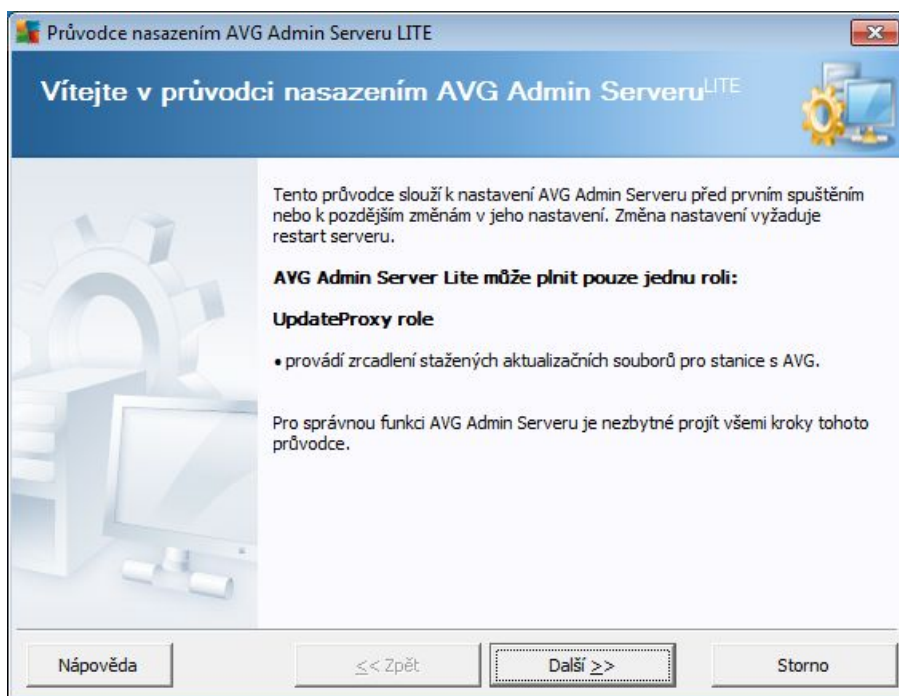 Průvodce nasazením AVG Admin Serveru LITE
Vítejte v průvodci nasazením AVG Admin Serveru LITE
Tento průvodce slouží k nastavení AVG Admin Serveru před prvním spuštěním
nebo k pozdějším změnám v jeho nastavení. Změna nastavení vyžaduje
restart serveru.
AVG Admin Server Lite může plnit pouze jednu roli:
UpdateProxy role
• provádí zrcadlení stažených aktualizačních souborů pro stanice s AVG.
Pro správnou funkci AVG Admin Serveru je nezbytné projít všemi kroky tohoto
průvodce.
Nápověda
<< Zpět
Další >>
Storno